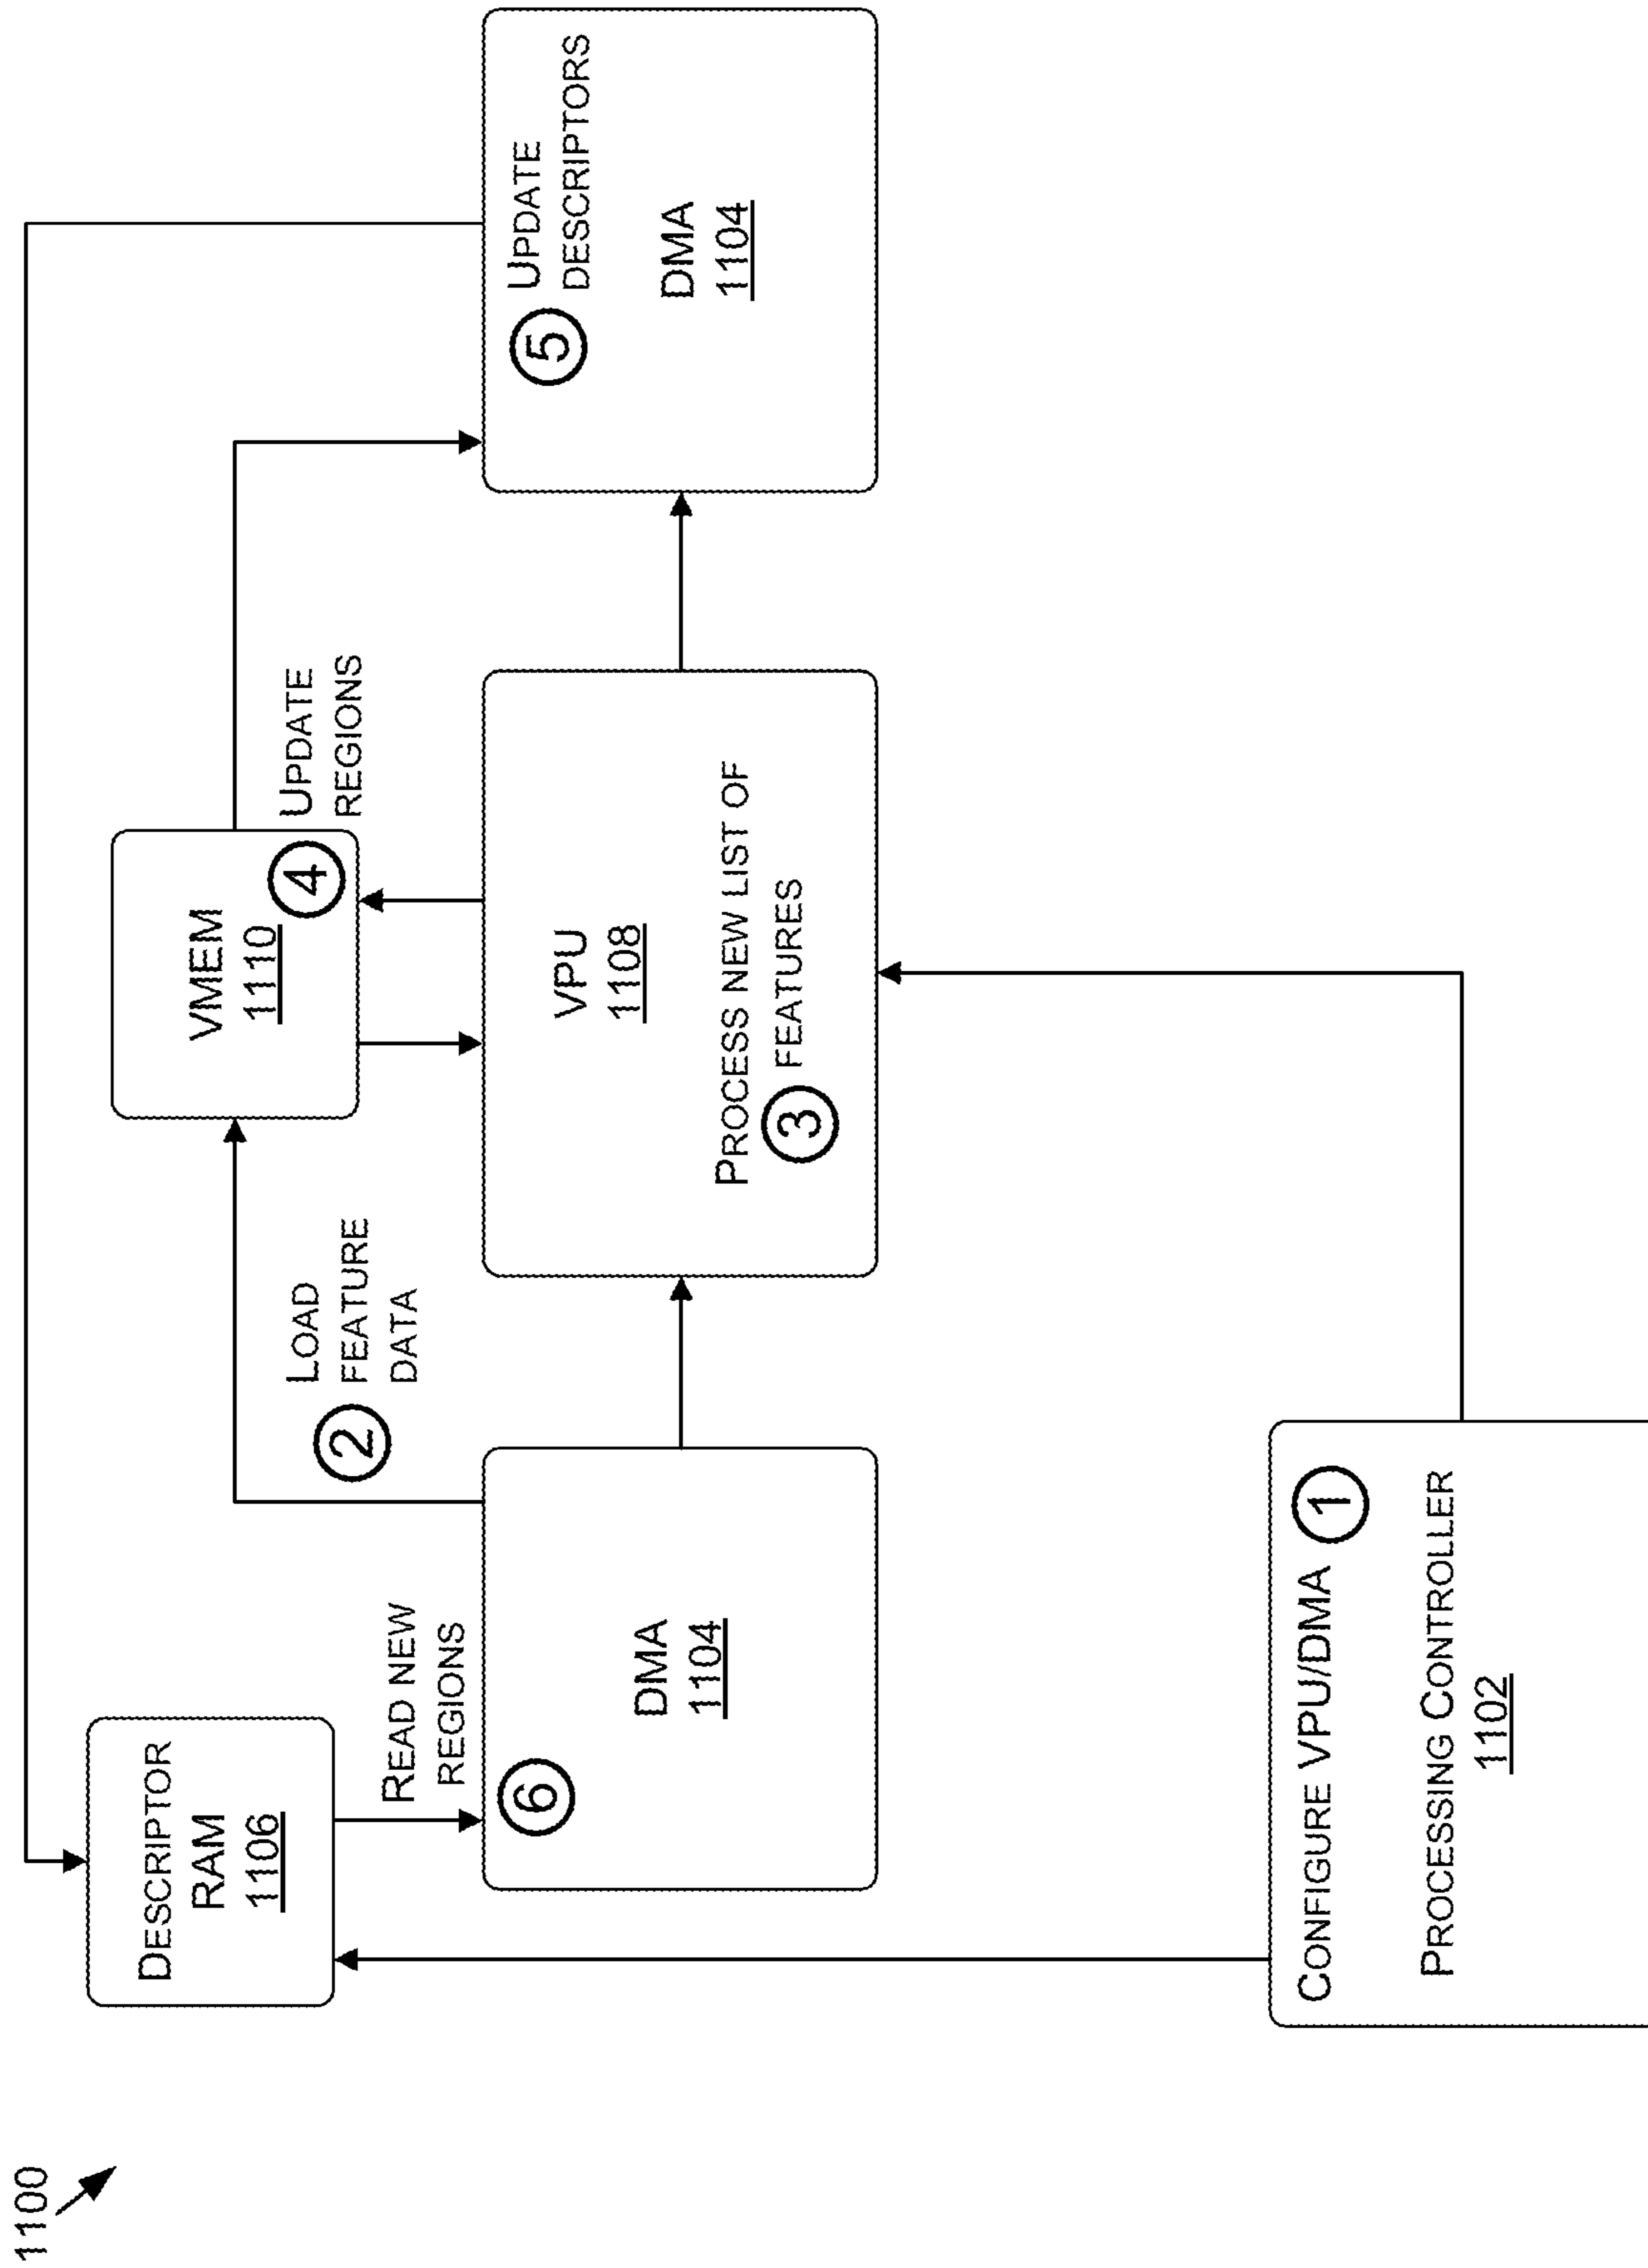 1100
DESCRIPTOR
RAM
1106
READ NEW
REGIONS
6
DMA
1104
2
LOAD
FEATURE
DATA
VMEM
1110
4
UPDATE
REGIONS
VPU
1108
PROCESS NEW LIST OF
3 FEATURES
5 UPDATE
DESCRIPTORS
DMA
1104
CONFIGURE VPU/DMA 1
PROCESSING CONTROLLER
1102